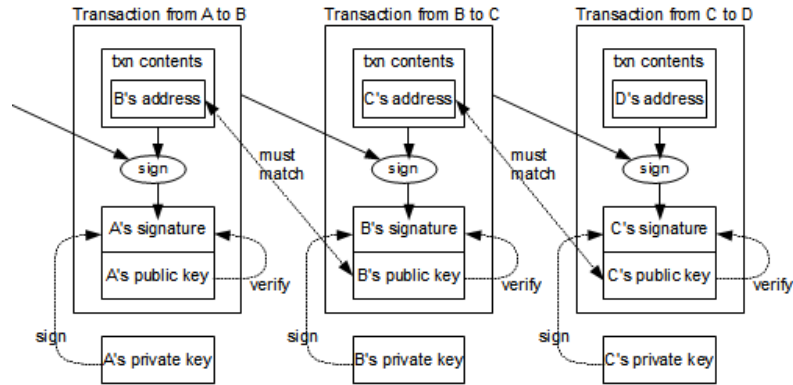 Transaction from A to B
txn contents
B's address
sign
A's signature
A's public key
verify
sign
A's private key
must
match
Transaction from B to C
txn contents
C's address
sign
B's signature
B's public key
verify
sign
B's private key
must
match
Transaction from C to D
txn contents
D's address
sign
C's signature
C's public key
verify
sign
C's private key